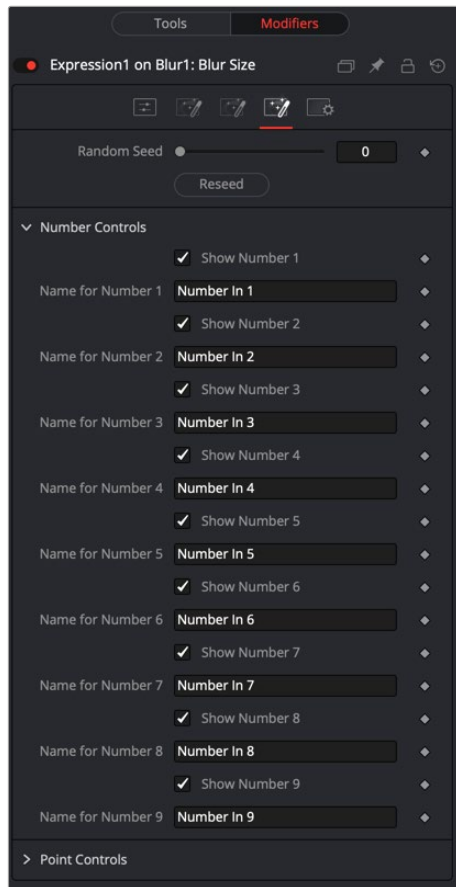 Tools Modifiers
Expression1 on Blur1: Blur Size
Random Seed 0
Reseed
Number Controls
Show Number 1
Name for Number 1 Number In 1
Show Number 2
Name for Number 2 Number In 2
Show Number 3
Name for Number 3 Number In 3
Show Number 4
Name for Number 4 Number In 4
Show Number 5
Name for Number 5 Number In 5
Show Number 6
Name for Number 6 Number In 6
Show Number 7
Name for Number 7 Number In 7
Show Number 8
Name for Number 8 Number In 8
Show Number 9
Name for Number 9 Number In 9
Point Controls